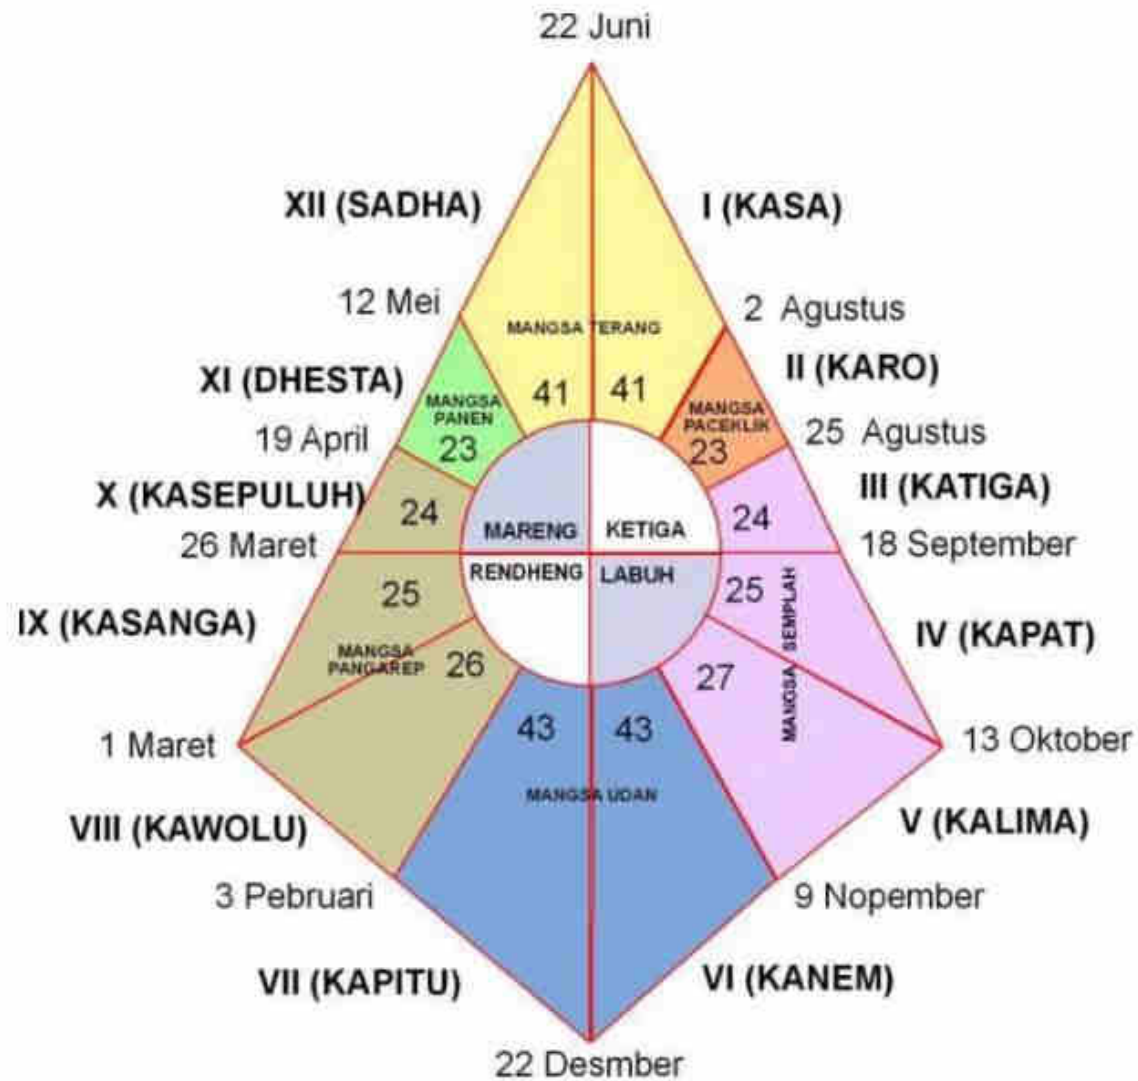 22 Juni
XII (SADHA)
I (KASA)
12 Mei
2 Agustus
MANGSA TERANG
XI (DHESTA)
II (KARO)
41
41
MANGSA
PANEN
23
MANGSA
PACEKLIK
23
19 April
25 Agustus
X (KASEPULUH)
III (KATIGA)
24
24
26 Maret
MARENG
KETIGA
18 September
RENDHENG
LABUH
25
25
IX (KASANGA)
IV (KAPAT)
MANGSA
PANGAREP
26
27
MANGSA SEMPLAH
43
43
1 Maret
13 Oktober
MANGSA UDAN
VIII (KAWOLU)
V (KALIMA)
3 Pebruari
9 Nopember
VII (KAPITU)
VI (KANEM)
22 Desmber